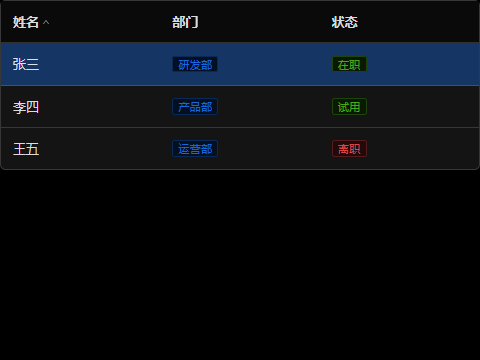 姓名 部门 状态
张三 研发部 在职
李四 产品部 试用
王五 运营部 离职